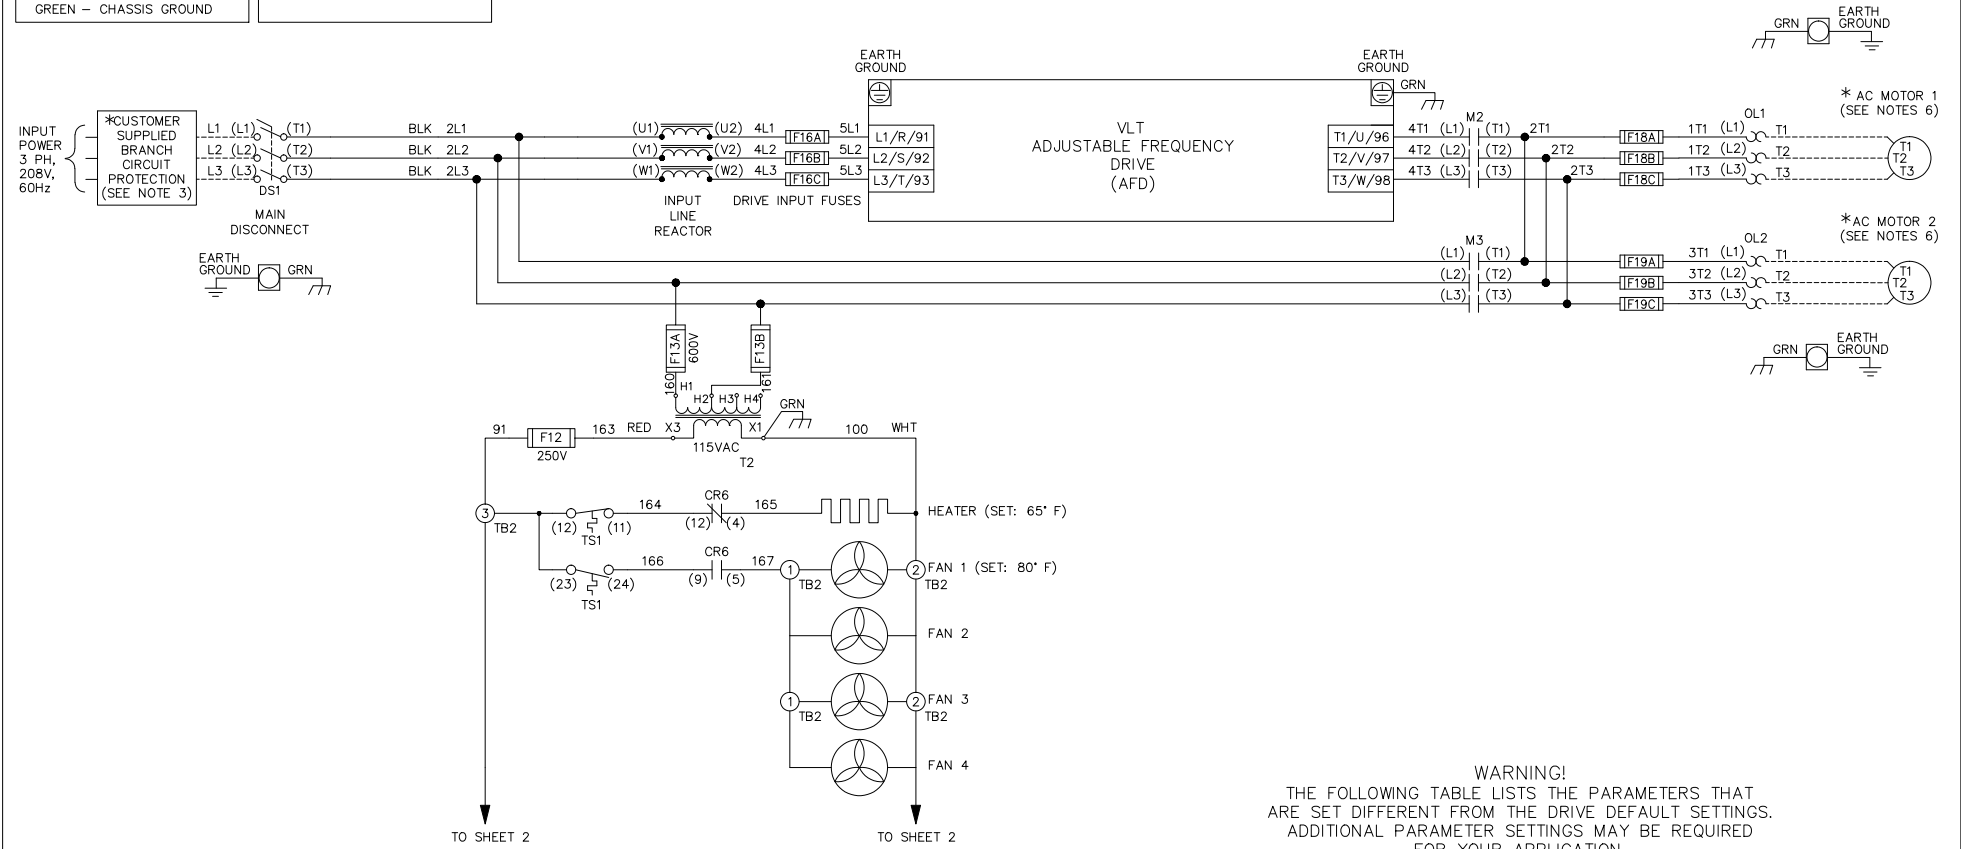 GREEN – CHASSIS GROUND
GRN
EARTH
GROUND
EARTH
GROUND
EARTH
GROUND
GRN
INPUT
POWER
3 PH,
208V,
60Hz
*CUSTOMER
SUPPLIED
BRANCH
CIRCUIT
PROTECTION
(SEE NOTE 3)
L1 (L1) (T1) BLK 2L1 (U1) (U2) 4L1 F16A 5L1 L1/R/91
L2 (L2) (T2) BLK 2L2 (V1) (V2) 4L2 F16B 5L2 L2/S/92
L3 (L3) (T3) BLK 2L3 (W1) (W2) 4L3 F16C 5L3 L3/T/93
DS1
MAIN
DISCONNECT
INPUT
LINE
REACTOR
DRIVE INPUT FUSES
VLT
ADJUSTABLE FREQUENCY
DRIVE
(AFD)
M2
OL1
* AC MOTOR 1
(SEE NOTES 6)
T1/U/96 4T1 (L1) (T1) 2T1 F18A 1T1 (L1) T1
T2/V/97 4T2 (L2) (T2) 2T2 F18B 1T2 (L2) T2
T3/W/98 4T3 (L3) (T3) 2T3 F18C 1T3 (L3) T3
T1
T2
T3
EARTH
GROUND
GRN
M3
OL2
*AC MOTOR 2
(SEE NOTES 6)
(L1) (T1) F19A 3T1 (L1) T1
(L2) (T2) F19B 3T2 (L2) T2
(L3) (T3) F19C 3T3 (L3) T3
T1
T2
T3
GRN
EARTH
GROUND
F13A
600V
F13B
160
161
H1
H2 H3 H4
GRN
91 F12 163 RED X3 X1 100 WHT
250V
115VAC
T2
3
TB2
164 CR6 165
(12) (11) (12) (4)
TS1
HEATER (SET: 65° F)
166 CR6 167
(23) (24) (9) (5)
TS1
1
TB2
2
TB2
FAN 1 (SET: 80° F)
FAN 2
1
TB2
2
TB2
FAN 3
FAN 4
TO SHEET 2
TO SHEET 2
WARNING!
THE FOLLOWING TABLE LISTS THE PARAMETERS THAT
ARE SET DIFFERENT FROM THE DRIVE DEFAULT SETTINGS.
ADDITIONAL PARAMETER SETTINGS MAY BE REQUIRED
FOR YOUR APPLICATION